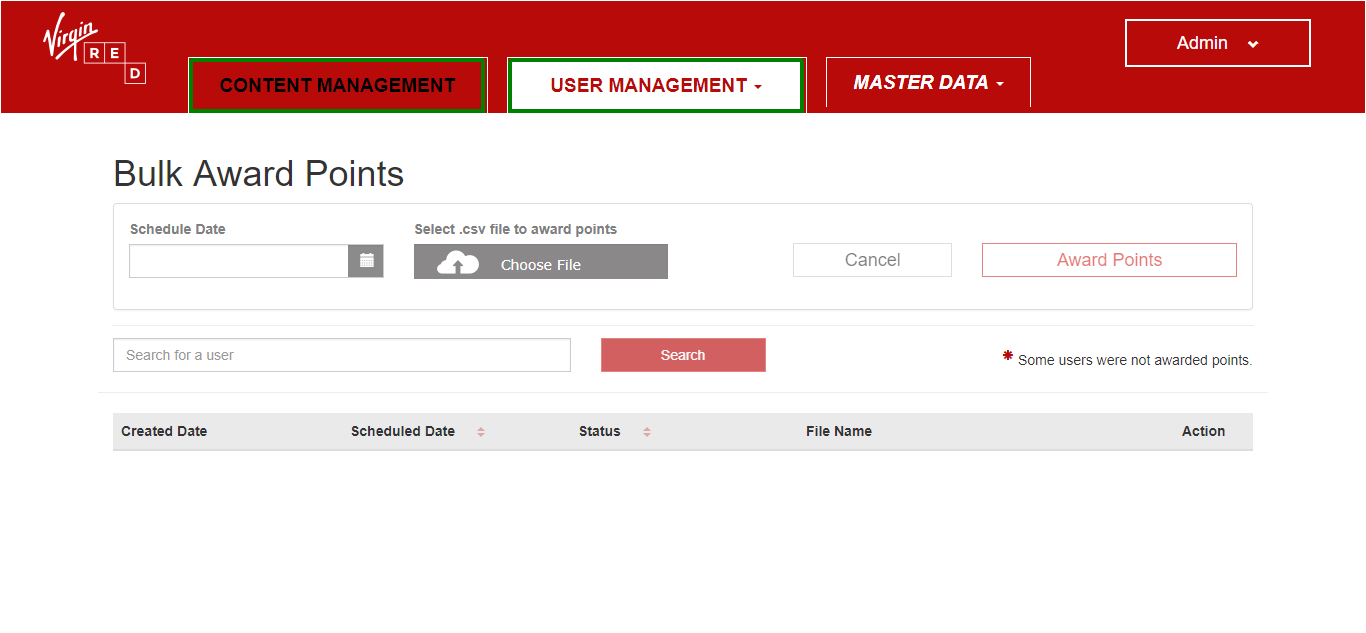 Virgin
RED
Admin
CONTENT MANAGEMENT
USER MANAGEMENT
MASTER DATA
Bulk Award Points
Schedule Date
Select .csv file to award points
Choose File
Cancel
Award Points
Search for a user
Search
* Some users were not awarded points.
Created Date
Scheduled Date
Status
File Name
Action